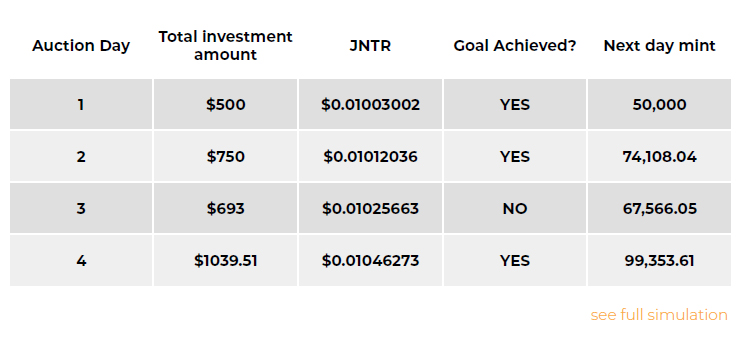 Auction Day Total investment amount JNTR Goal Achieved? Next day mint
1 $500 $0.01003002 YES 50,000
2 $750 $0.01012036 YES 74,108.04
3 $693 $0.01025663 NO 67,566.05
4 $1039.51 $0.01046273 YES 99,353.61
see full simulation